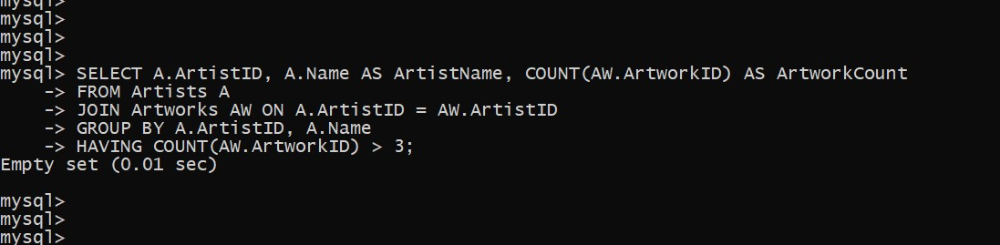 mysql>
mysql>
mysql>
mysql>
mysql> SELECT A.ArtistID, A.Name AS ArtistName, COUNT(AW.ArtworkID) AS ArtworkCount
    -> FROM Artists A
    -> JOIN Artworks AW ON A.ArtistID = AW.ArtistID
    -> GROUP BY A.ArtistID, A.Name
    -> HAVING COUNT(AW.ArtworkID) > 3;
Empty set (0.01 sec)

mysql>
mysql>
mysql>